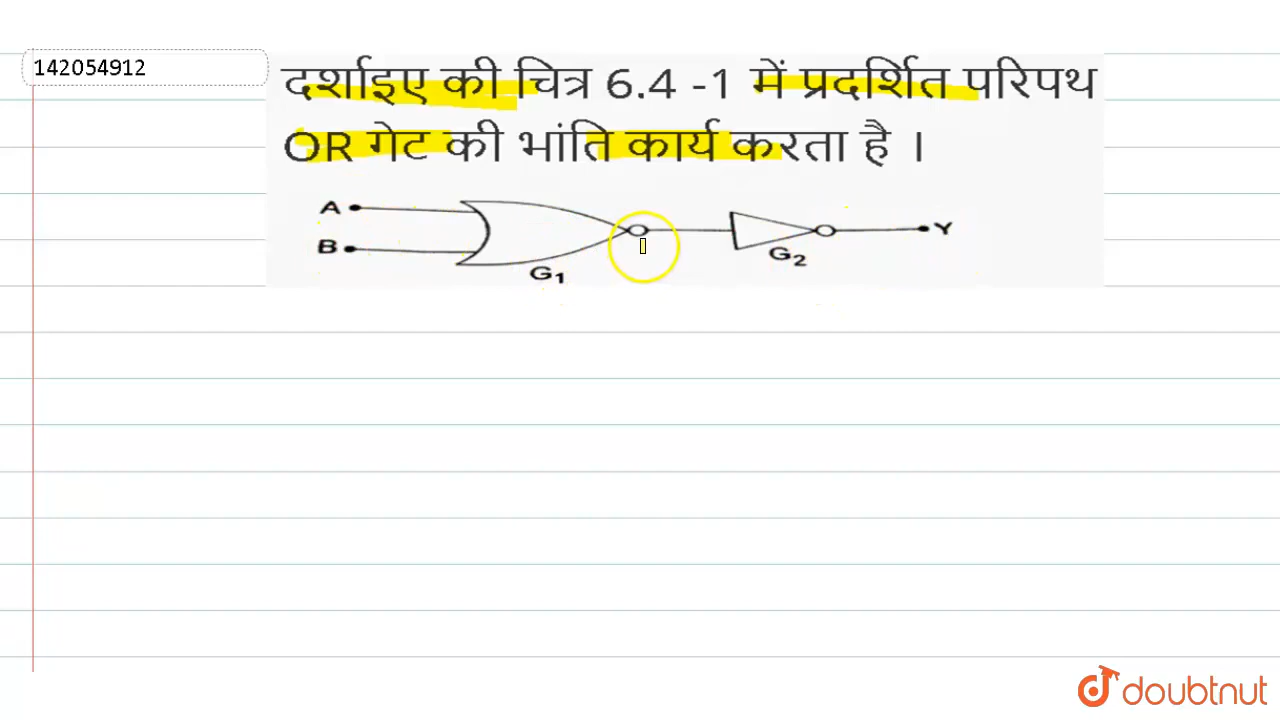 142054912
दर्शाइए की चित्र 6.4 -1 में प्रदर्शित परिपथ
OR गेट की भांति कार्य करता है ।
A
B
G1
G2
Y
doubtnut